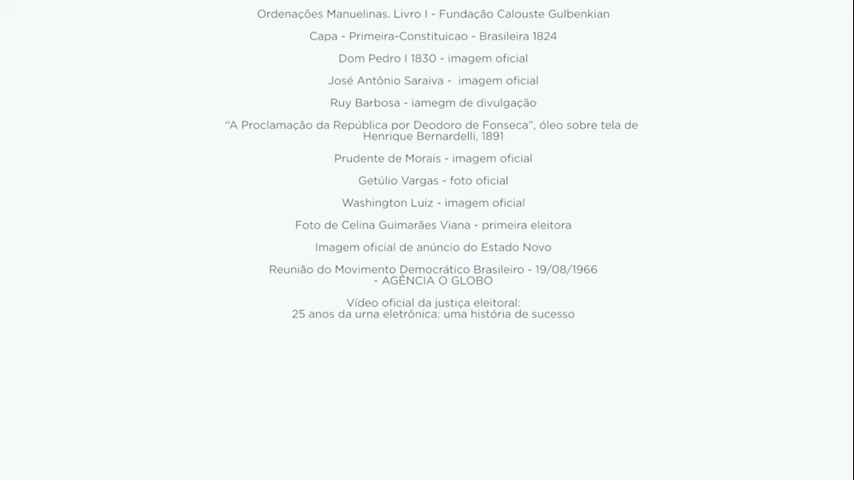 Ordenações Manuelinas. Livro I - Fundação Calouste Gulbenkian
Capa - Primeira-Constituicao - Brasileira 1824
Dom Pedro I 1830 - imagem oficial
José Antônio Saraiva -  imagem oficial
Ruy Barbosa - iamegm de divulgação
“A Proclamação da República por Deodoro de Fonseca”, óleo sobre tela de
Henrique Bernardelli, 1891
Prudente de Morais - imagem oficial
Getúlio Vargas - foto oficial
Washington Luiz - imagem oficial
Foto de Celina Guimarães Viana - primeira eleitora
Imagem oficial de anúncio do Estado Novo
Reunião do Movimento Democrático Brasileiro - 19/08/1966
- AGÊNCIA O GLOBO
Vídeo oficial da justiça eleitoral:
25 anos da urna eletrônica: uma história de sucesso